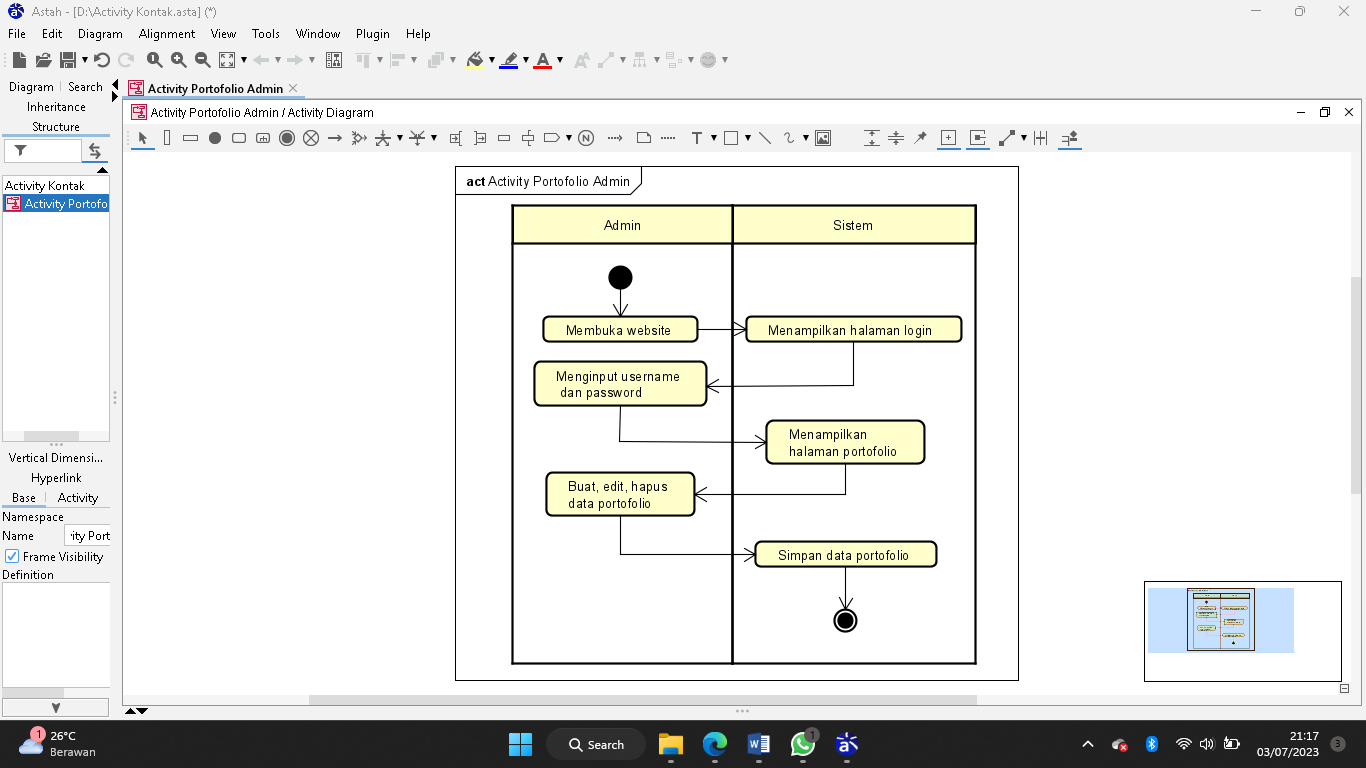 Astah - [D:\Activity Kontak.asta] (*)
File Edit Diagram Alignment View Tools Window Plugin Help
Diagram Search
Inheritance
Structure
Activity Kontak
Activity Portofo
Vertical Dimensi...
Hyperlink
Base Activity
Namespace
Name ity Port
Frame Visibility
Definition
Activity Portofolio Admin
Activity Portofolio Admin / Activity Diagram
A A N T
act Activity Portofolio Admin
Admin Sistem
Membuka website
Menampilkan halaman login
Menginput username
dan password
Menampilkan
halaman portofolio
Buat, edit, hapus
data portofolio
Simpan data portofolio
1
26°C
Berawan
Search
1
21:17
03/07/2023
3